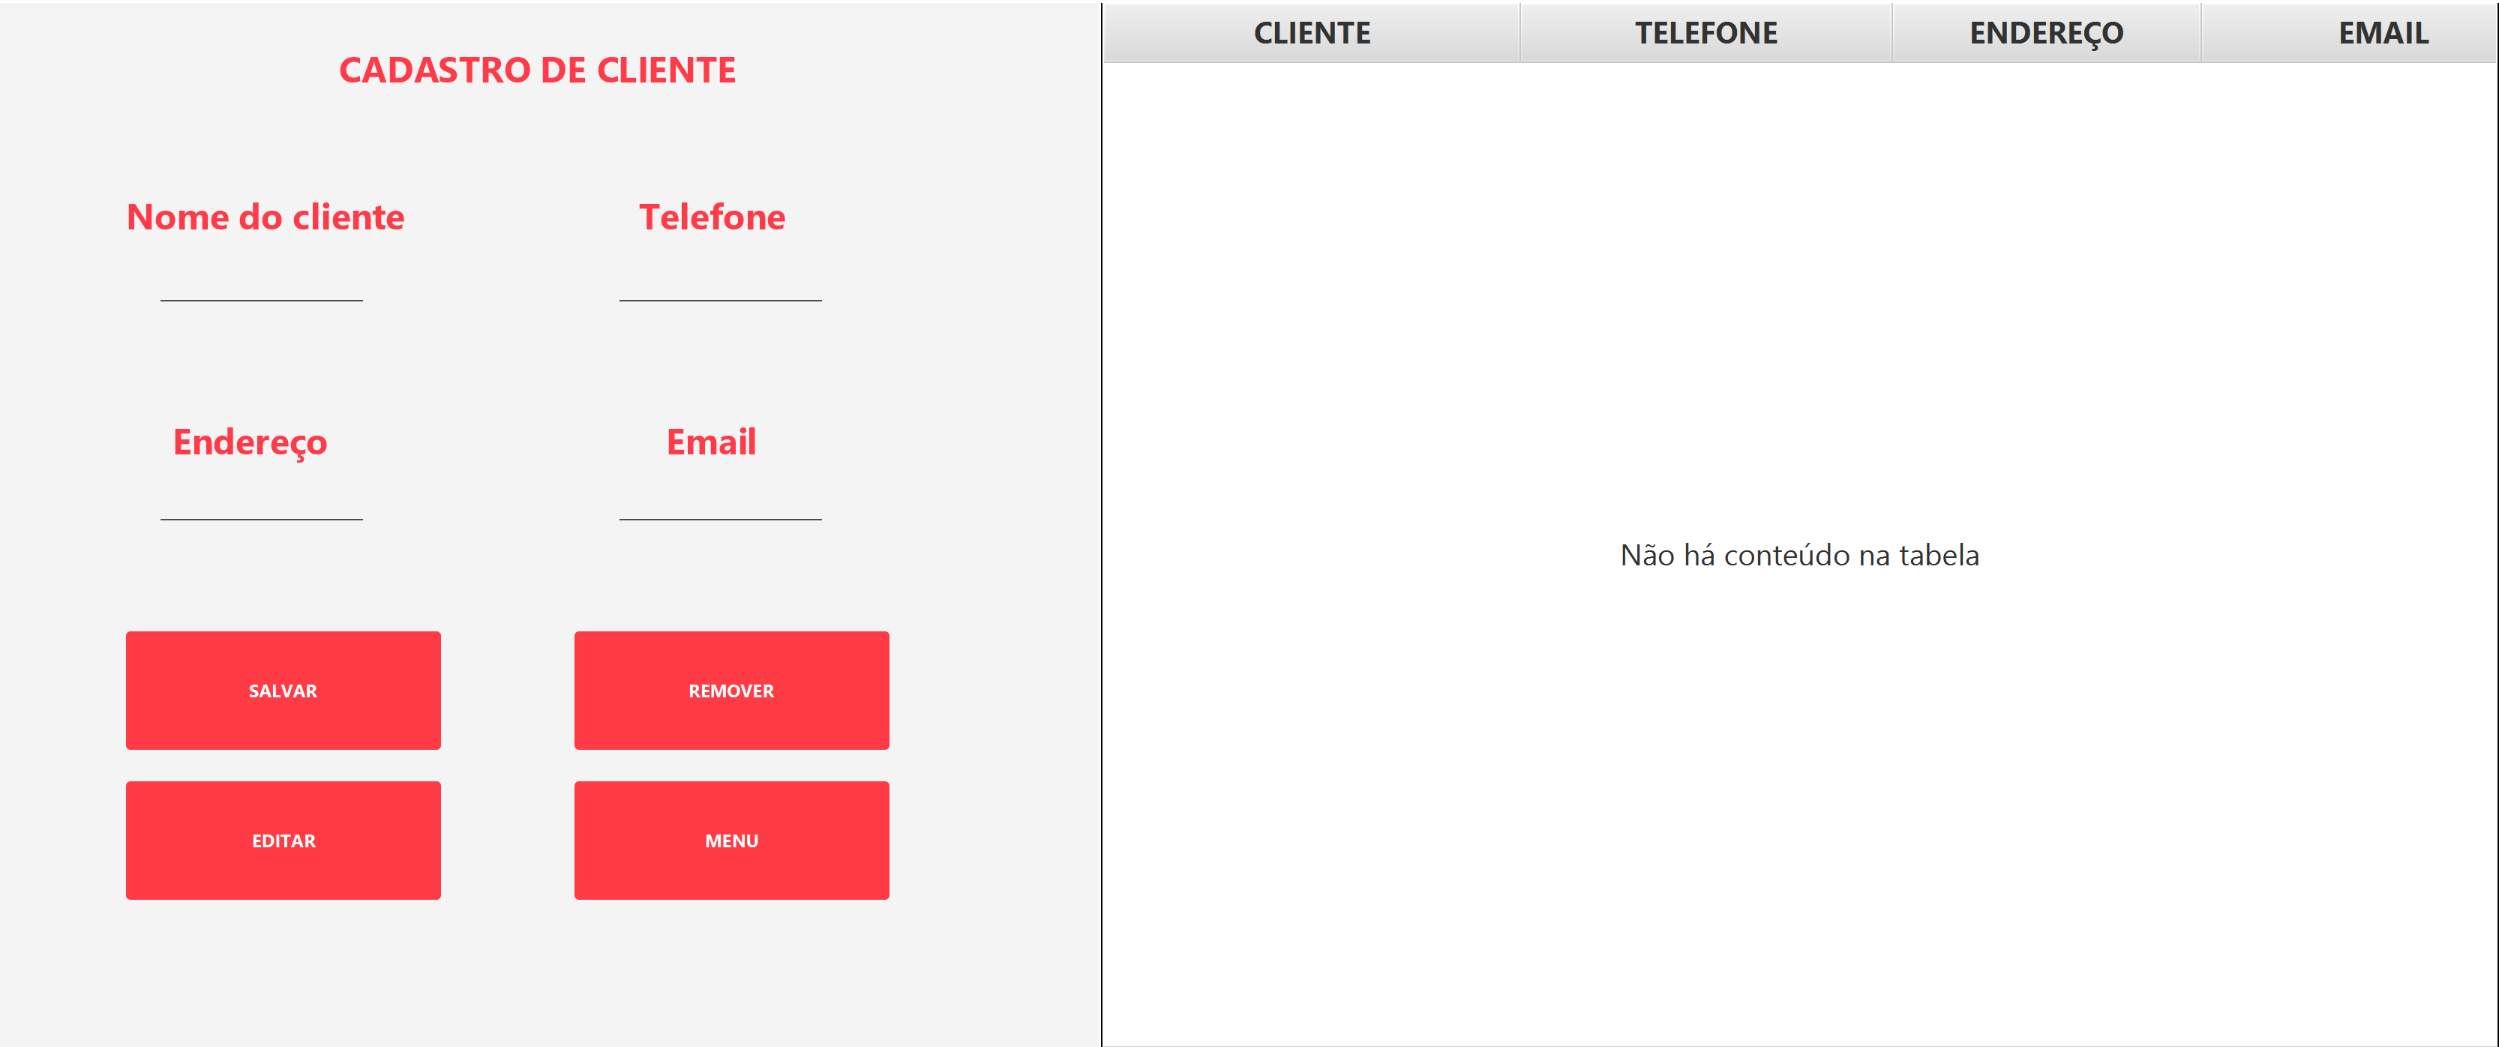 CADASTRO DE CLIENTE
Nome do cliente
Telefone
Endereço
Email
SALVAR
REMOVER
EDITAR
MENU
CLIENTE
TELEFONE
ENDEREÇO
EMAIL
Não há conteúdo na tabela